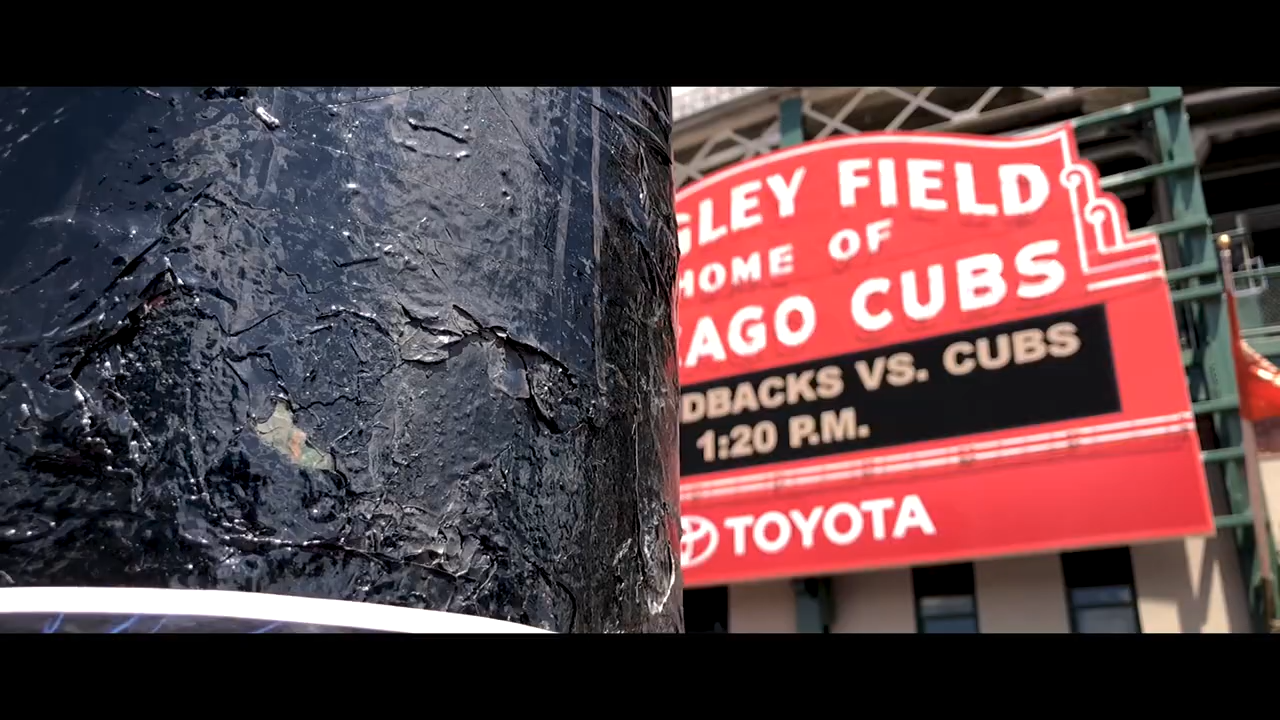 GLEY FIELD
HOME OF
AGO CUBS
DBACKS VS. CUBS
1:20 P.M.
TOYOTA